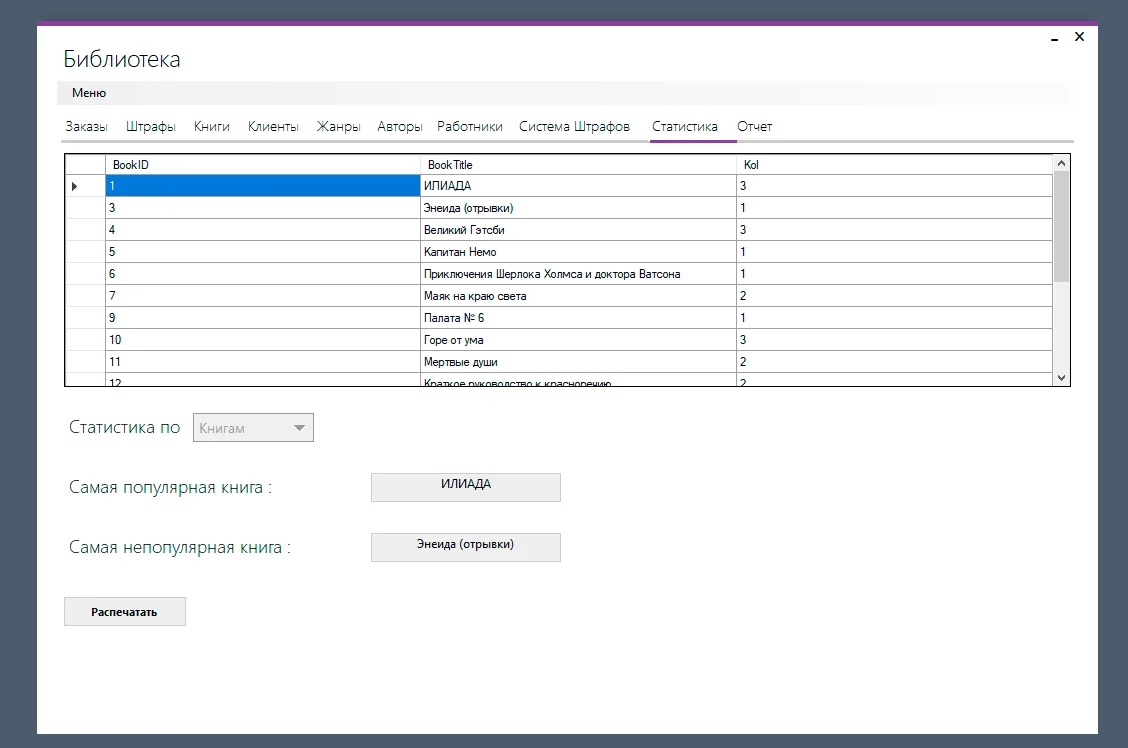 Библиотека
Меню
Заказы Штрафы Книги Клиенты Жанры Авторы Работники Система Штрафов Статистика Отчет
BookID BookTitle Kol
1 ИЛИАДА 3
3 Энеида (отрывки) 1
4 Великий Гэтсби 3
5 Капитан Немо 1
6 Приключения Шерлока Холмса и доктора Ватсона 1
7 Маяк на краю света 2
9 Палата № 6 1
10 Горе от ума 3
11 Мертвые души 2
12 Краткое руководство к красноречию 2
Статистика по Книгам
Самая популярная книга : ИЛИАДА
Самая непопулярная книга : Энеида (отрывки)
Распечатать